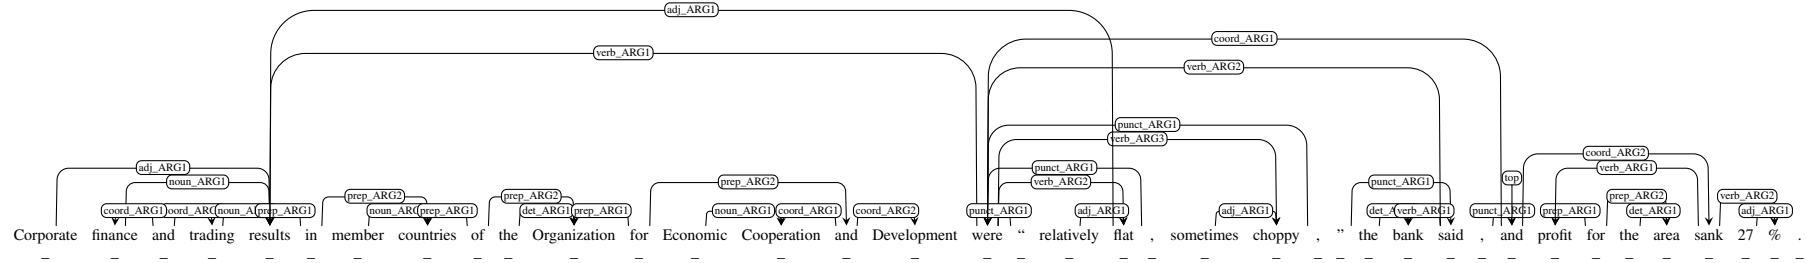 adj_ARG1
coord_ARG1
verb_ARG1
verb_ARG2
punct_ARG1
verb_ARG3
coord_ARG2
adj_ARG1 punct_ARG1 verb_ARG1
top
noun_ARG1 prep_ARG2 verb_ARG2 punct_ARG1
prep_ARG2 prep_ARG2 prep_ARG2 verb_ARG2
coord_ARG1 prep_ARG1 prep_ARG1 det_ARG1 prep_ARG1 noun_ARG1 coord_ARG1 coord_ARG2 punct_ARG1 adj_ARG1 adj_ARG1 verb_ARG1 punct_ARG1 prep_ARG1 det_ARG1 adj_ARG1
Corporate finance and trading results in member countries of the Organization for Economic Cooperation and Development were “ relatively flat , sometimes choppy , ” the bank said , and profit for the area sank 27 % .
_ _ _ _ _ _ _ _ _ _ _ _ _ _ _ _ _ _ _ _ _ _ _ _ _ _ _ _ _ _ _ _ _ _ _ _ _ _ _